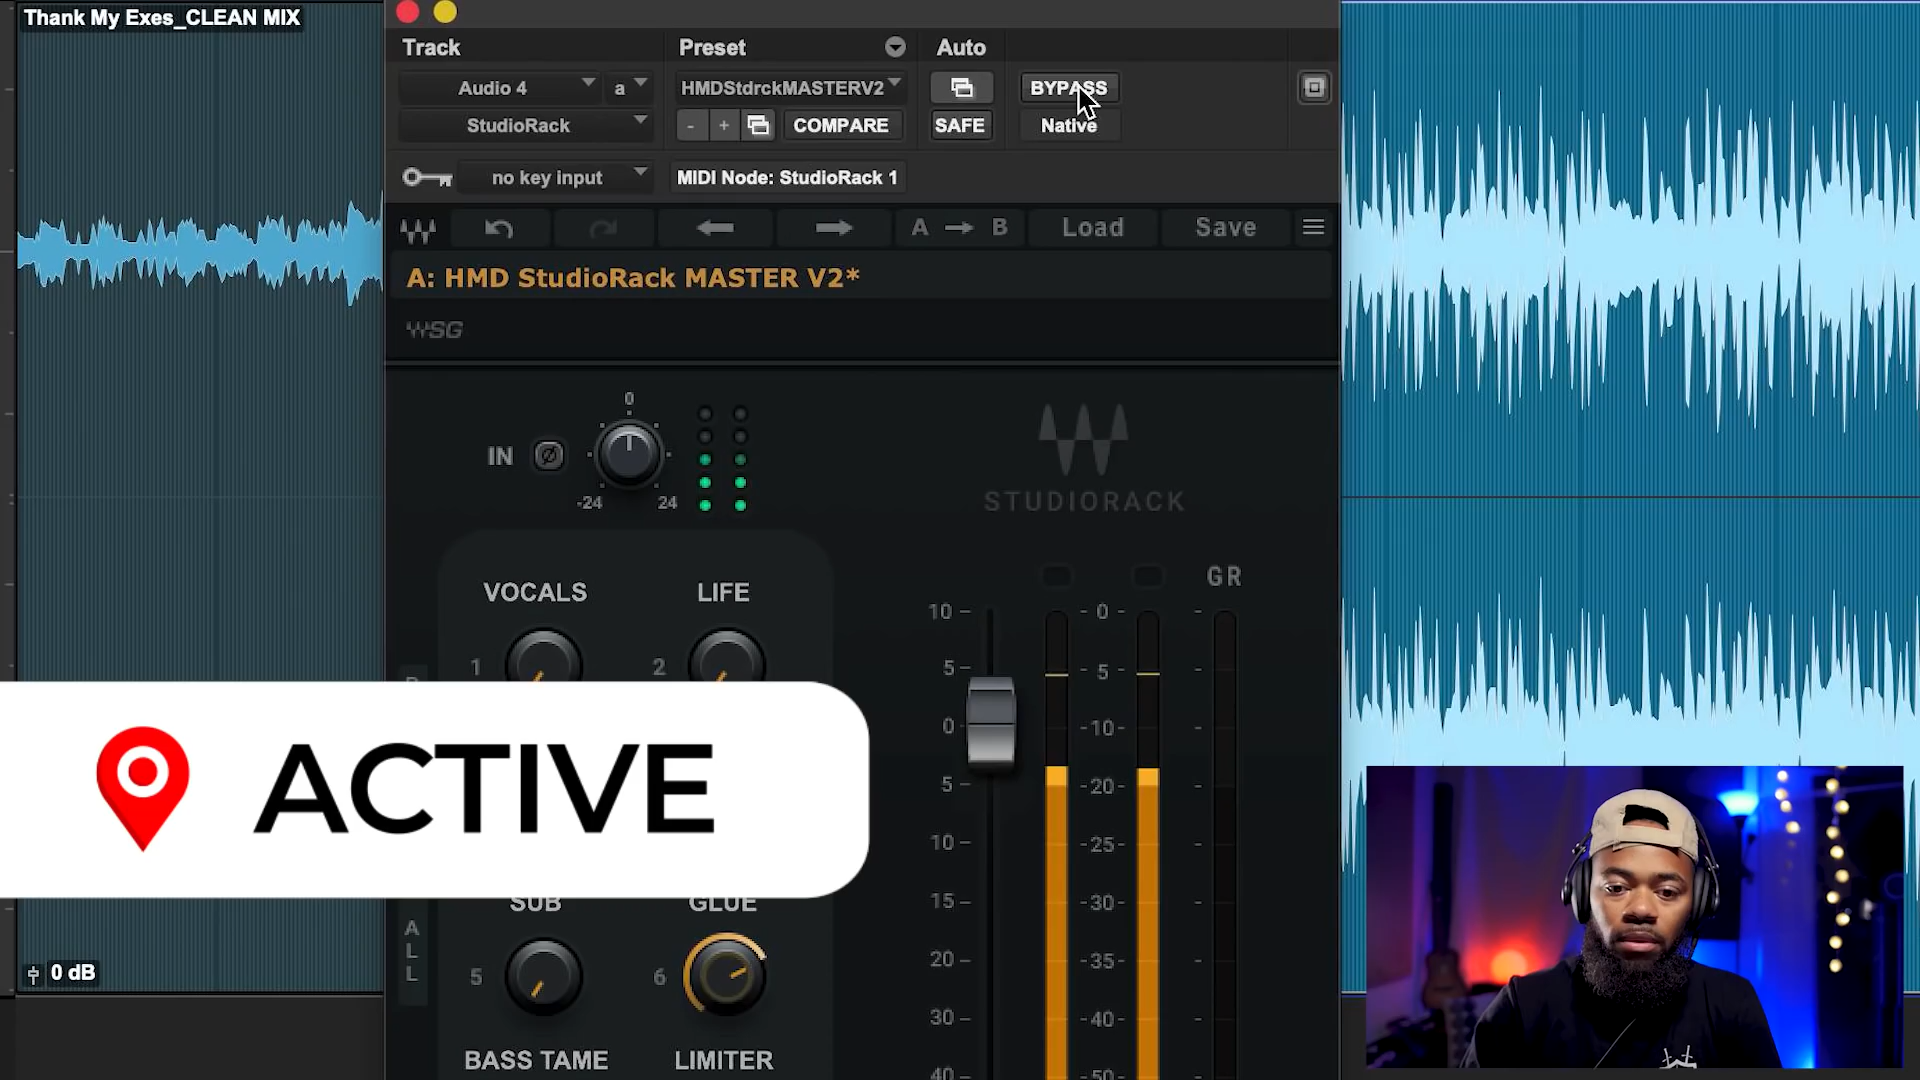 Thank My Exes_CLEAN MIX
Track
Preset
Auto
Audio 4
a
HMDStdrckMASTERV2
BYPASS
StudioRack
-
+
COMPARE
SAFE
Native
no key input
MIDI Node: StudioRack 1
A → B
Load
Save
A: HMD StudioRack MASTER V2*
WSG
IN
0
-24
24
STUDIORACK
VOCALS
LIFE
1
2
GR
10
5
0
5
10
15
20
30
40
0
5
-10-
-20-
-25-
-30-
-35-
-40-
-50-
ACTIVE
SUB
GLUE
5
6
ALL
BASS TAME
LIMITER
0 dB